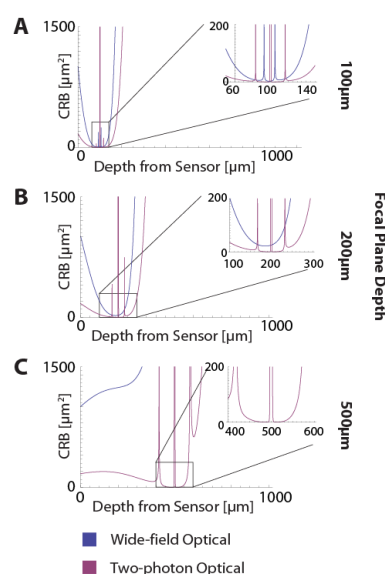 A
1500
CRB [µm²]
0
Depth from Sensor [µm]
1000
200
0
60
100
140
100µm
B
1500
CRB [µm²]
0
Depth from Sensor [µm]
1000
200
0
100
200
300
200µm
Focal Plane Depth
C
1500
CRB [µm²]
0
Depth from Sensor [µm]
1000
200
0
400
500
600
500µm
Wide-field Optical
Two-photon Optical